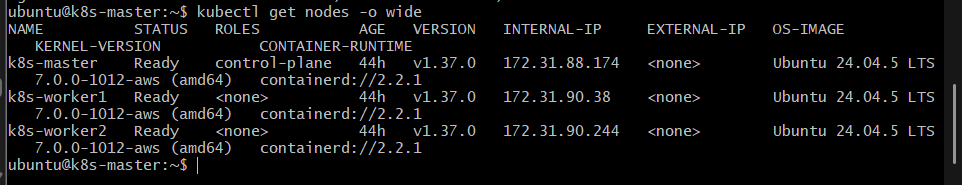 ubuntu@k8s-master:~$ kubectl get nodes -o wide
NAME          STATUS   ROLES           AGE   VERSION   INTERNAL-IP     EXTERNAL-IP   OS-IMAGE
   KERNEL-VERSION          CONTAINER-RUNTIME
k8s-master    Ready    control-plane   44h   v1.37.0   172.31.88.174   <none>        Ubuntu 24.04.5 LTS
   7.0.0-1012-aws (amd64)   containerd://2.2.1
k8s-worker1   Ready    <none>          44h   v1.37.0   172.31.90.38    <none>        Ubuntu 24.04.5 LTS
   7.0.0-1012-aws (amd64)   containerd://2.2.1
k8s-worker2   Ready    <none>          44h   v1.37.0   172.31.90.244   <none>        Ubuntu 24.04.5 LTS
   7.0.0-1012-aws (amd64)   containerd://2.2.1
ubuntu@k8s-master:~$